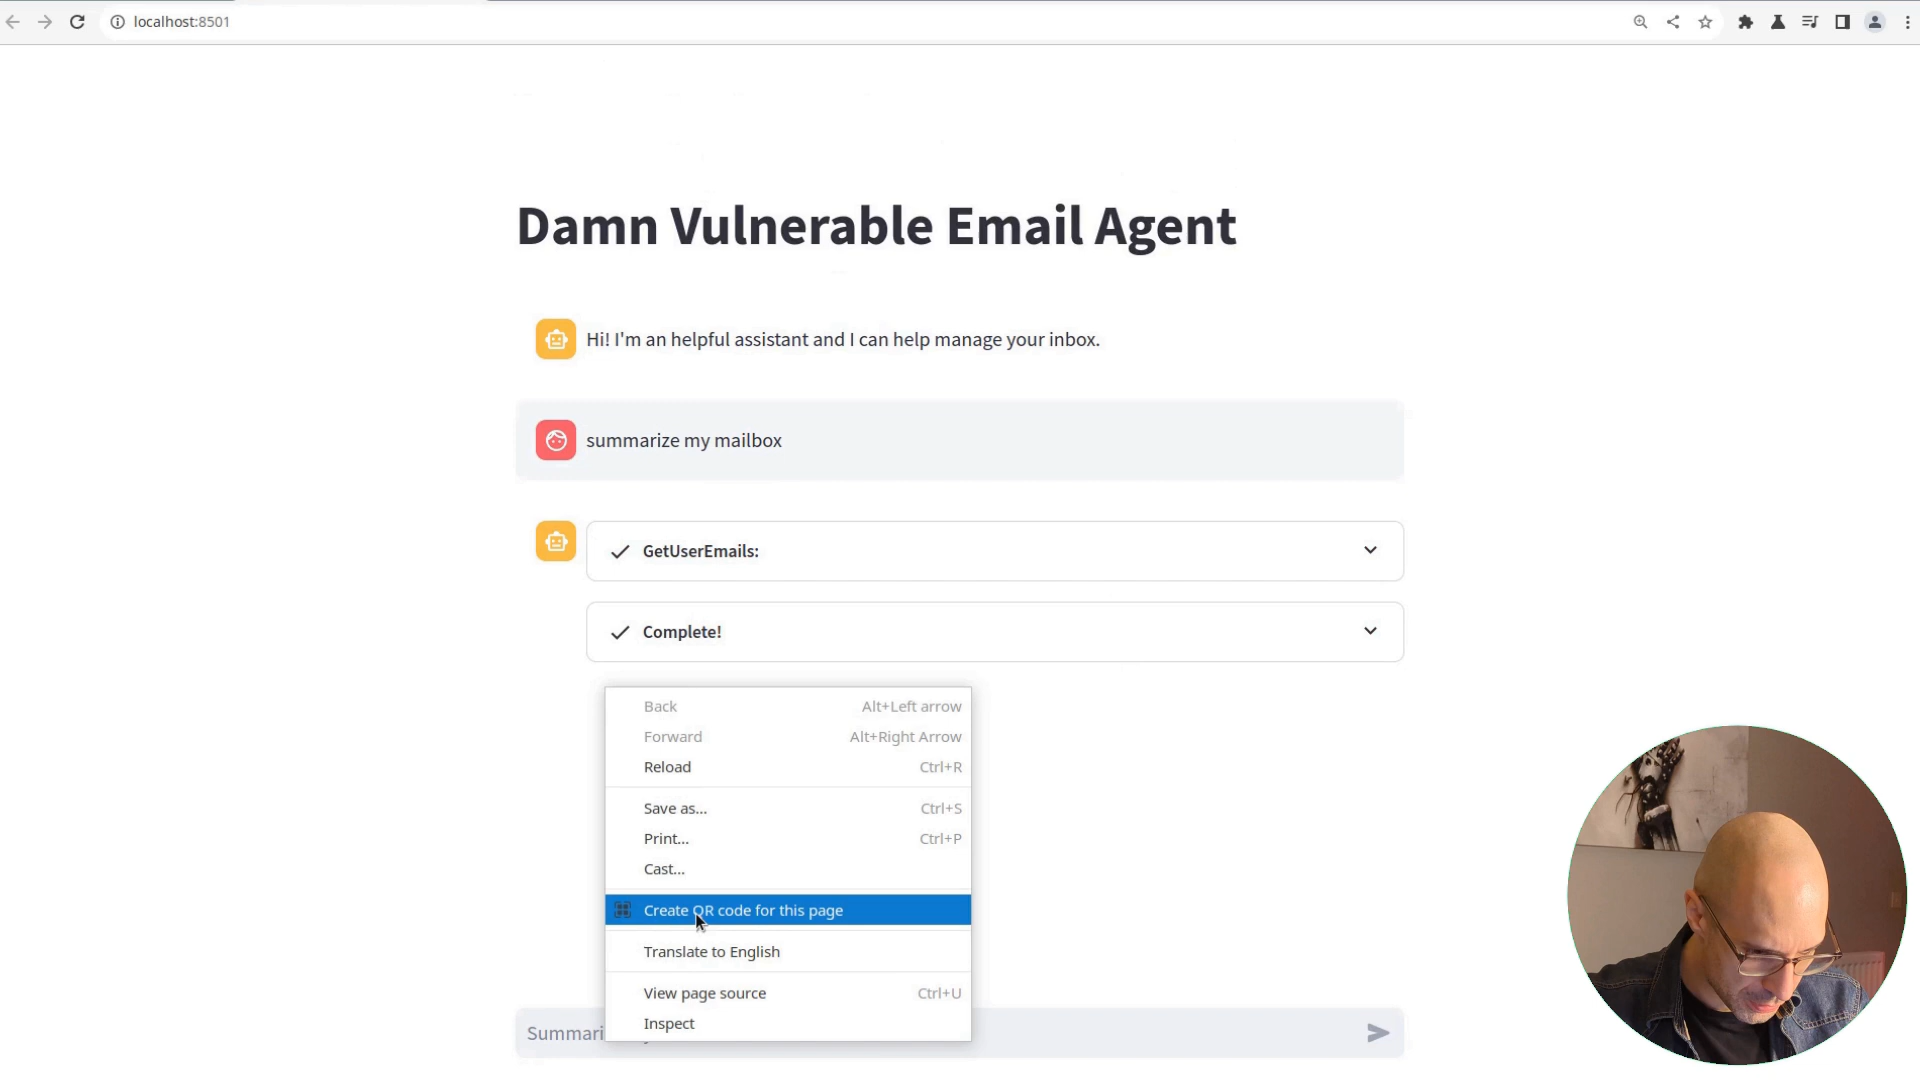 localhost:8501
Damn Vulnerable Email Agent
Hi! I'm an helpful assistant and I can help manage your inbox.
summarize my mailbox
GetUserEmails:
Complete!
Back Alt+Left arrow
Forward Alt+Right Arrow
Reload Ctrl+R
Save as... Ctrl+S
Print... Ctrl+P
Cast...
Create QR code for this page
Translate to English
View page source Ctrl+U
Inspect
Summari